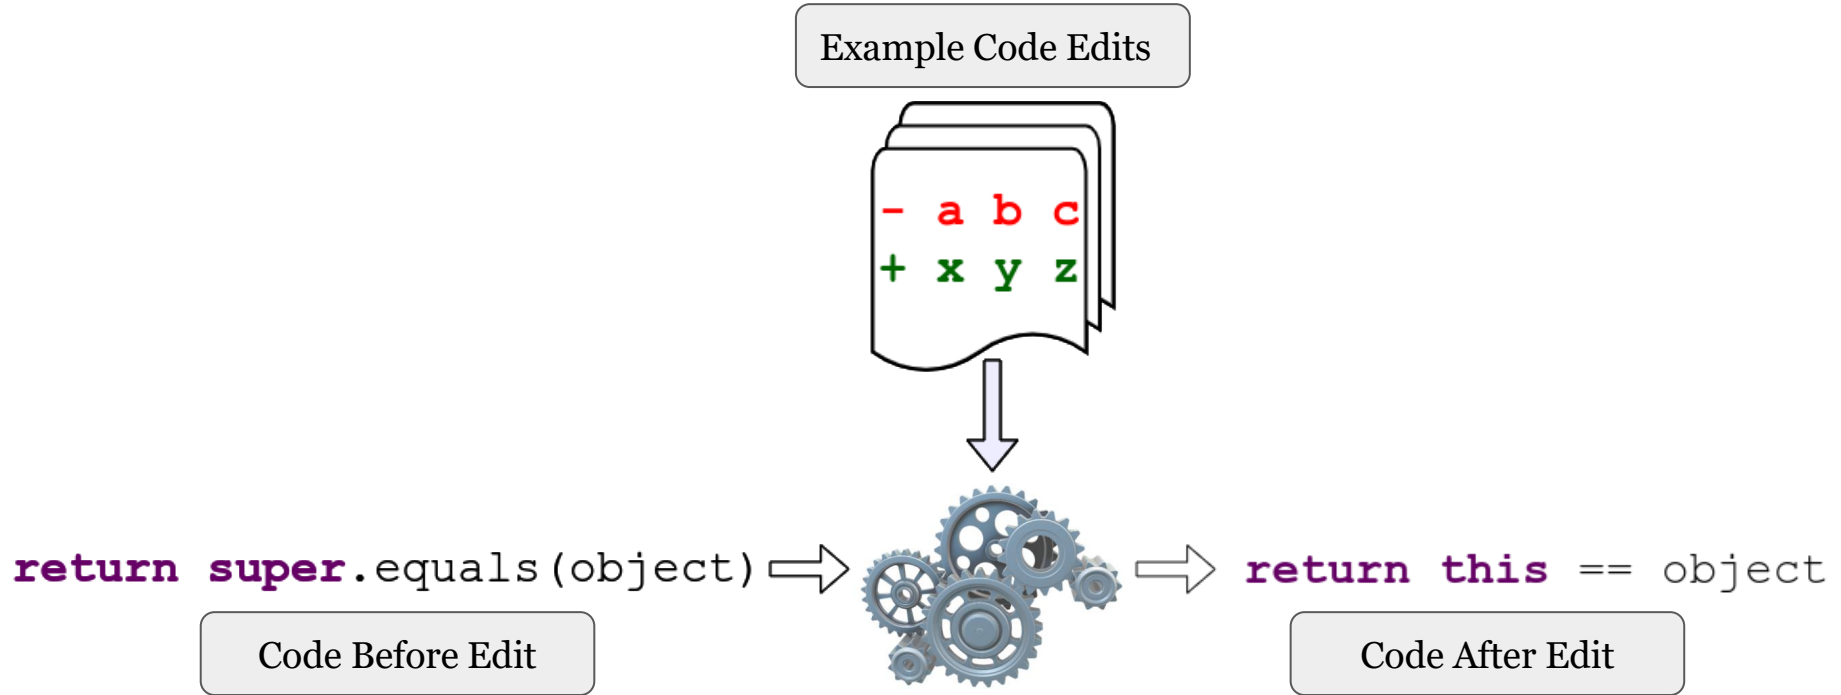 Example Code Edits
- a b c
+ x y z
return super.equals(object)
return this == object
Code Before Edit
Code After Edit